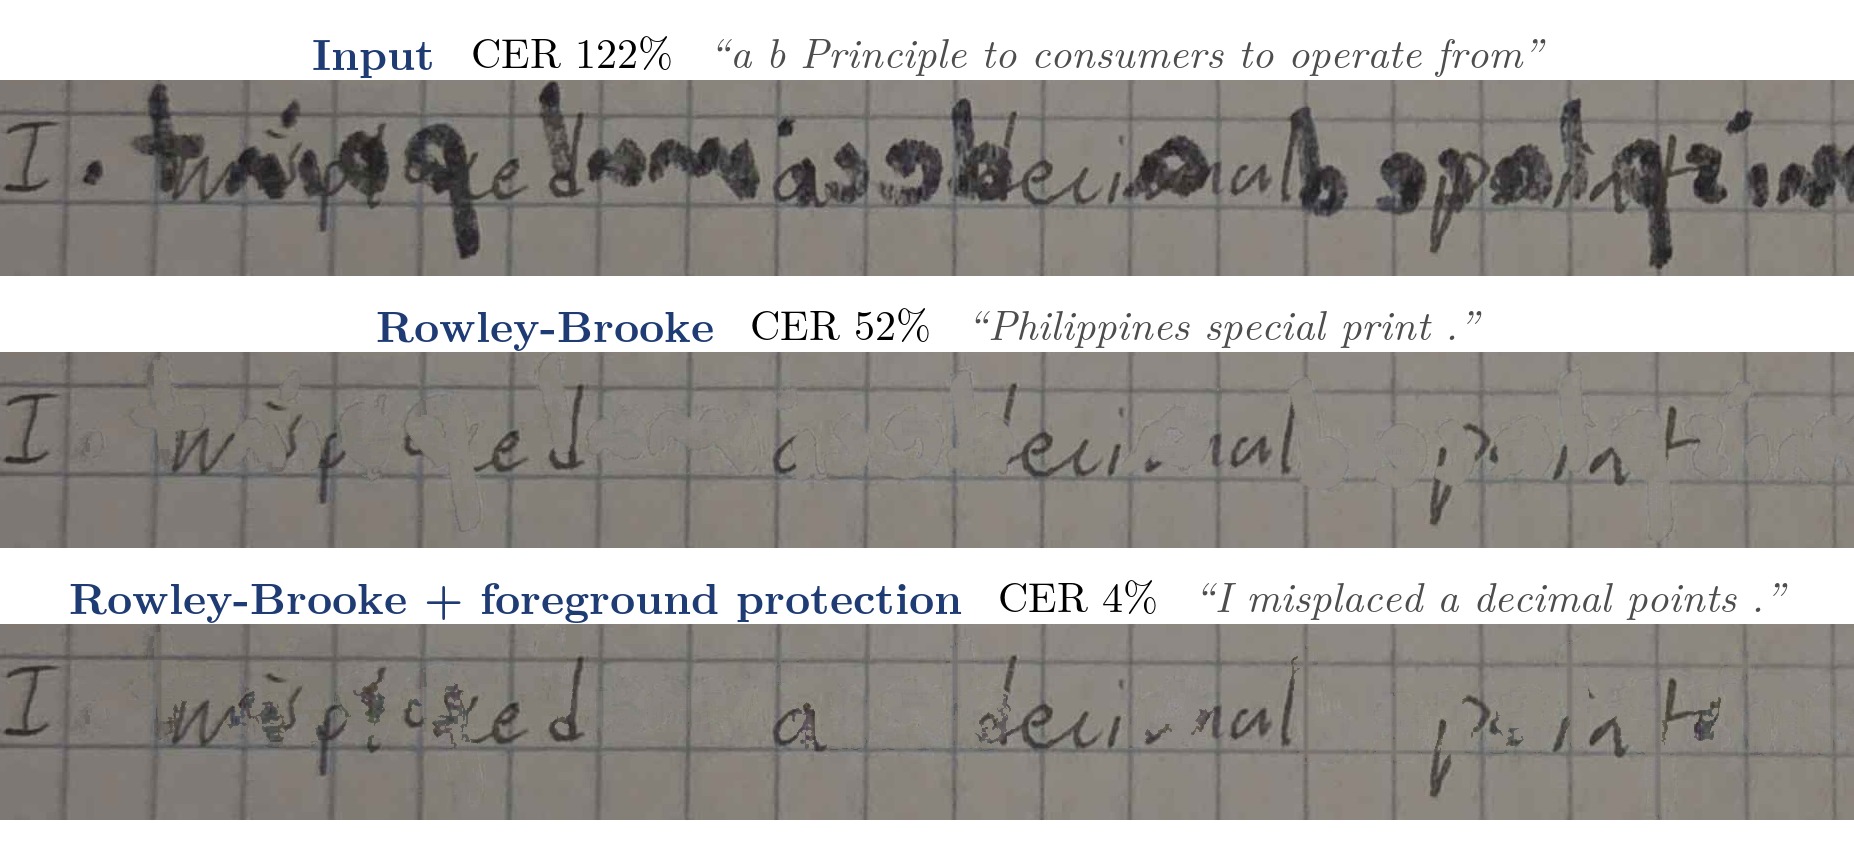 Input CER 122% “a b Principle to consumers to operate from”
I.
Rowley-Brooke CER 52% “Philippines special print .”
I
Rowley-Brooke + foreground protection CER 4% “I misplaced a decimal points .”
I misplaced a decimal point